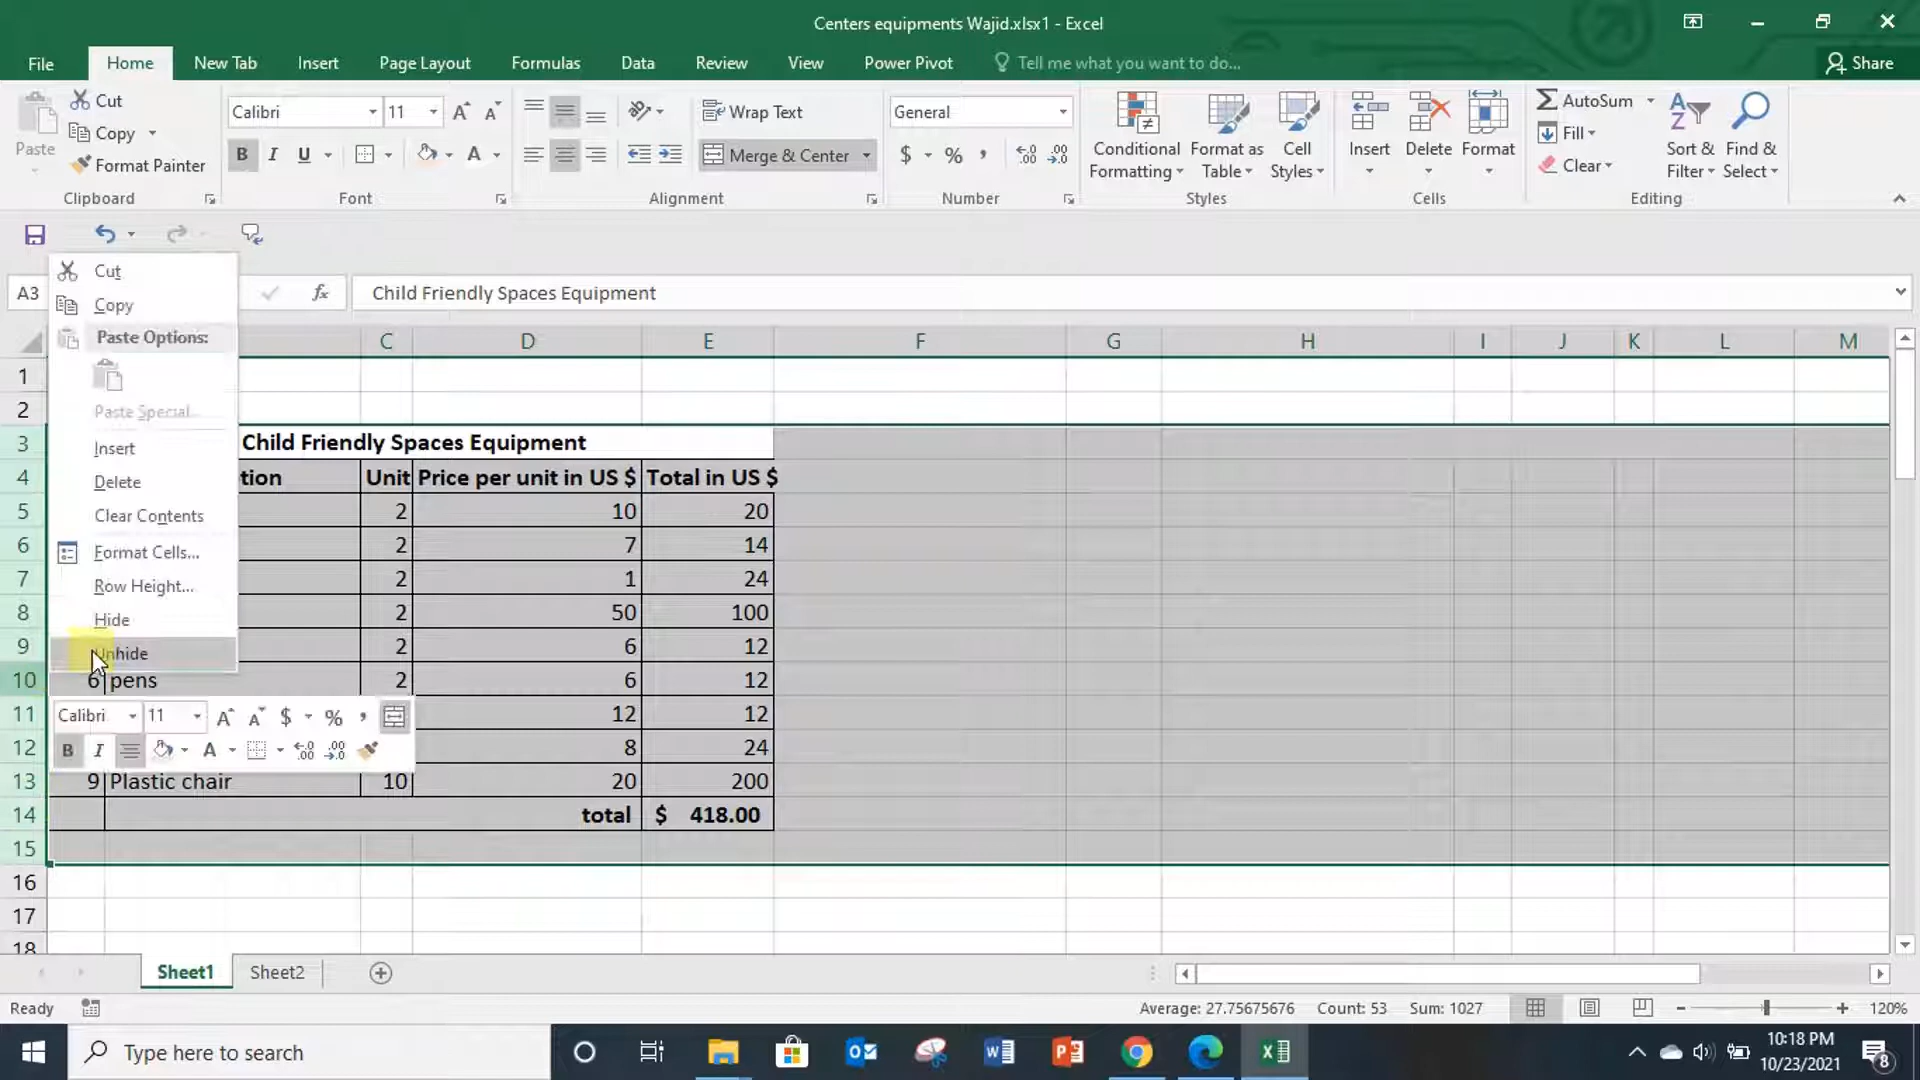 Centers equipments Wajid.xlsx1 - Excel
File Home New Tab Insert Page Layout Formulas Data Review View Power Pivot Tell me what you want to do... Share
Paste
Cut
Copy
Format Painter
Clipboard
Calibri 11
B I U A
Font
Wrap Text
Merge & Center
Alignment
General
$ % ,
Number
Conditional Formatting
Format as Table
Cell Styles
Styles
Insert Delete Format
Cells
AutoSum
Fill
Clear
Sort & Filter
Find & Select
Editing
A3 fx Child Friendly Spaces Equipment
C D E F G H I J K L M
Cut
Copy
Paste Options:
Paste Special...
Insert
Delete
Clear Contents
Format Cells...
Row Height...
Hide
Unhide
Calibri 11 A A $ % ,
B I A
1
2
3 Child Friendly Spaces Equipment
4 tion Unit Price per unit in US $ Total in US $
5 2 10 20
6 2 7 14
7 2 1 24
8 2 50 100
9 2 6 12
10 6 pens 2 6 12
11 12 12
12 8 24
13 9 Plastic chair 10 20 200
14 total $ 418.00
15
16
17
18
Sheet1 Sheet2
Ready Average: 27.75675676 Count: 53 Sum: 1027 120%
Type here to search
10:18 PM
10/23/2021
8